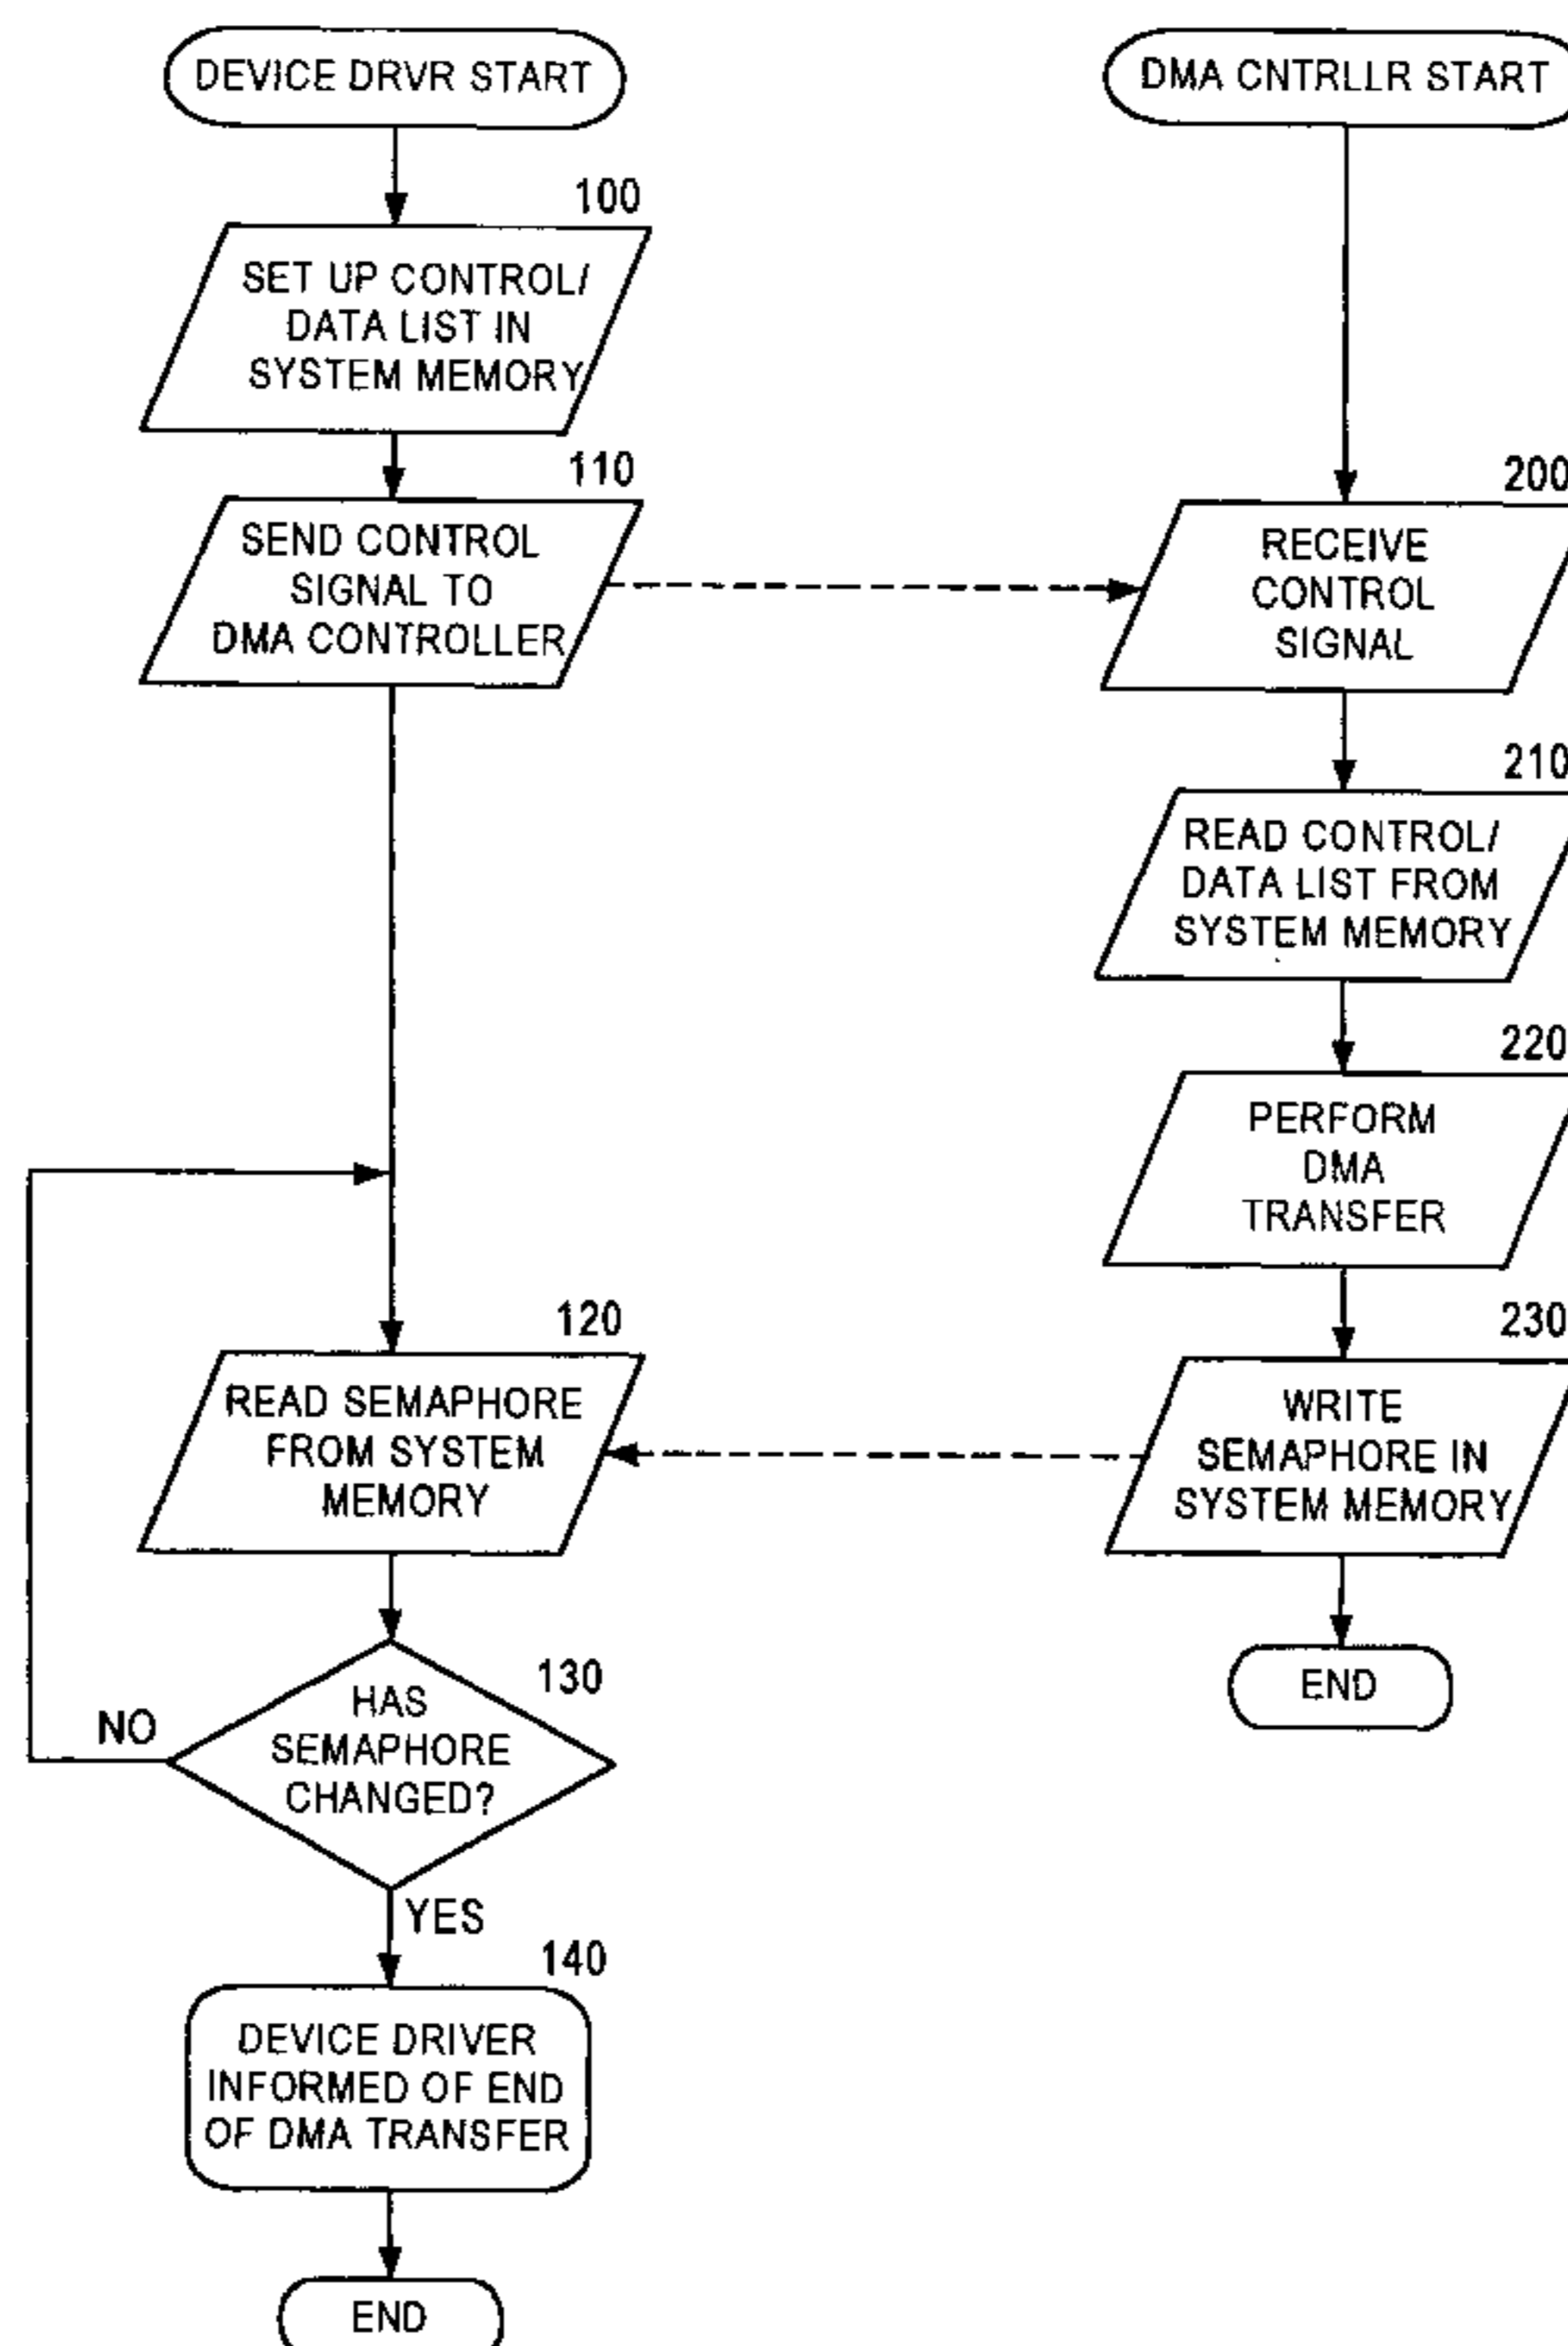 DEVICE DRVR START
100
SET UP CONTROL/
DATA LIST IN
SYSTEM MEMORY
110
SEND CONTROL
SIGNAL TO
DMA CONTROLLER
120
READ SEMAPHORE
FROM SYSTEM
MEMORY
130
HAS
SEMAPHORE
CHANGED?
NO
YES
140
DEVICE DRIVER
INFORMED OF END
OF DMA TRANSFER
END
DMA CNTRLLR START
200
RECEIVE
CONTROL
SIGNAL
210
READ CONTROL/
DATA LIST FROM
SYSTEM MEMORY
220
PERFORM
DMA
TRANSFER
230
WRITE
SEMAPHORE IN
SYSTEM MEMORY
END